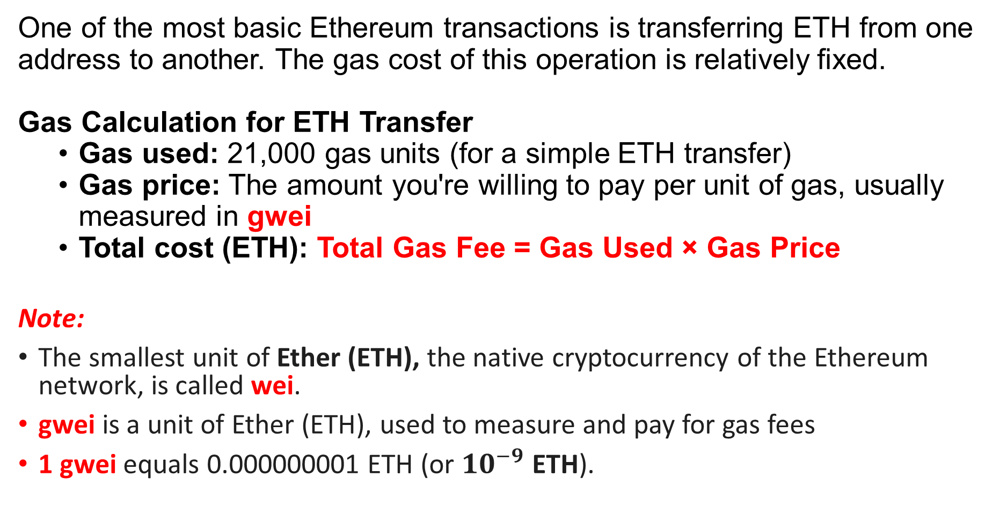 One of the most basic Ethereum transactions is transferring ETH from one
address to another. The gas cost of this operation is relatively fixed.
Gas Calculation for ETH Transfer
• Gas used: 21,000 gas units (for a simple ETH transfer)
• Gas price: The amount you're willing to pay per unit of gas, usually
measured in gwei
• Total cost (ETH): Total Gas Fee = Gas Used × Gas Price
Note:
• The smallest unit of Ether (ETH), the native cryptocurrency of the Ethereum
network, is called wei.
• gwei is a unit of Ether (ETH), used to measure and pay for gas fees
• 1 gwei equals 0.000000001 ETH (or 10⁻⁹ ETH).